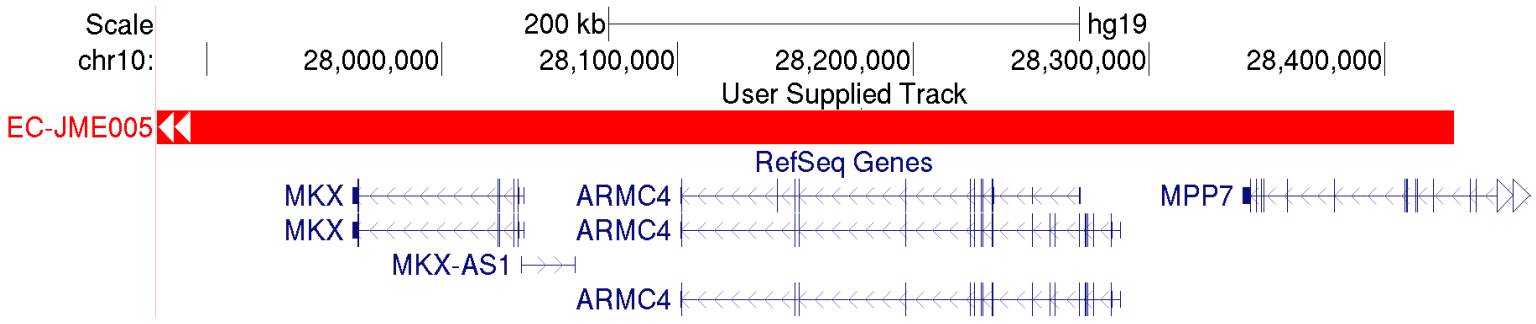 Scale 200 kb hg19
chr10: 28,000,000 28,100,000 28,200,000 28,300,000 28,400,000
User Supplied Track
EC-JME005
RefSeq Genes
MKX ARMC4 MPP7
MKX ARMC4
MKX-AS1
ARMC4